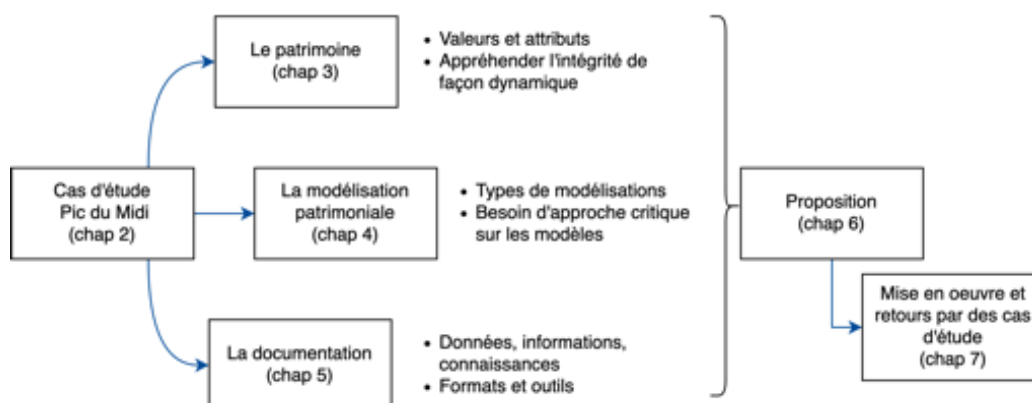 Le patrimoine
(chap 3)
• Valeurs et attributs
• Appréhender l'intégrité de
façon dynamique
Cas d'étude
Pic du Midi
(chap 2)
La modélisation
patrimoniale
(chap 4)
• Types de modélisations
• Besoin d'approche critique
sur les modèles
La documentation
(chap 5)
• Données, informations,
connaissances
• Formats et outils
Proposition
(chap 6)
Mise en oeuvre et
retours par des cas
d'étude
(chap 7)